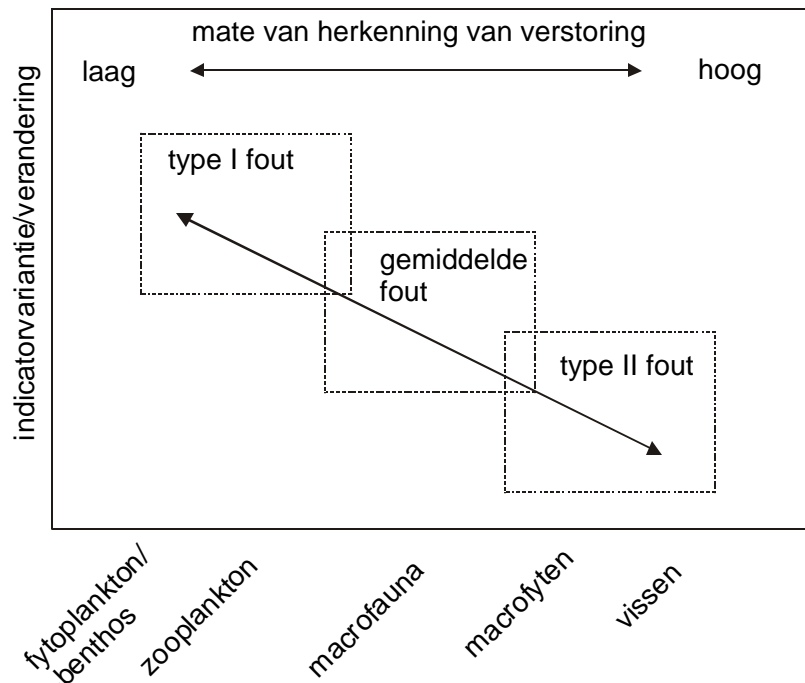 mate van herkenning van verstoring
laag
hoog
indicatorvariantie/verandering
type I fout
gemiddelde
fout
type II fout
fytoplankton/
benthos
zooplankton
macrofauna
macrofyten
vissen